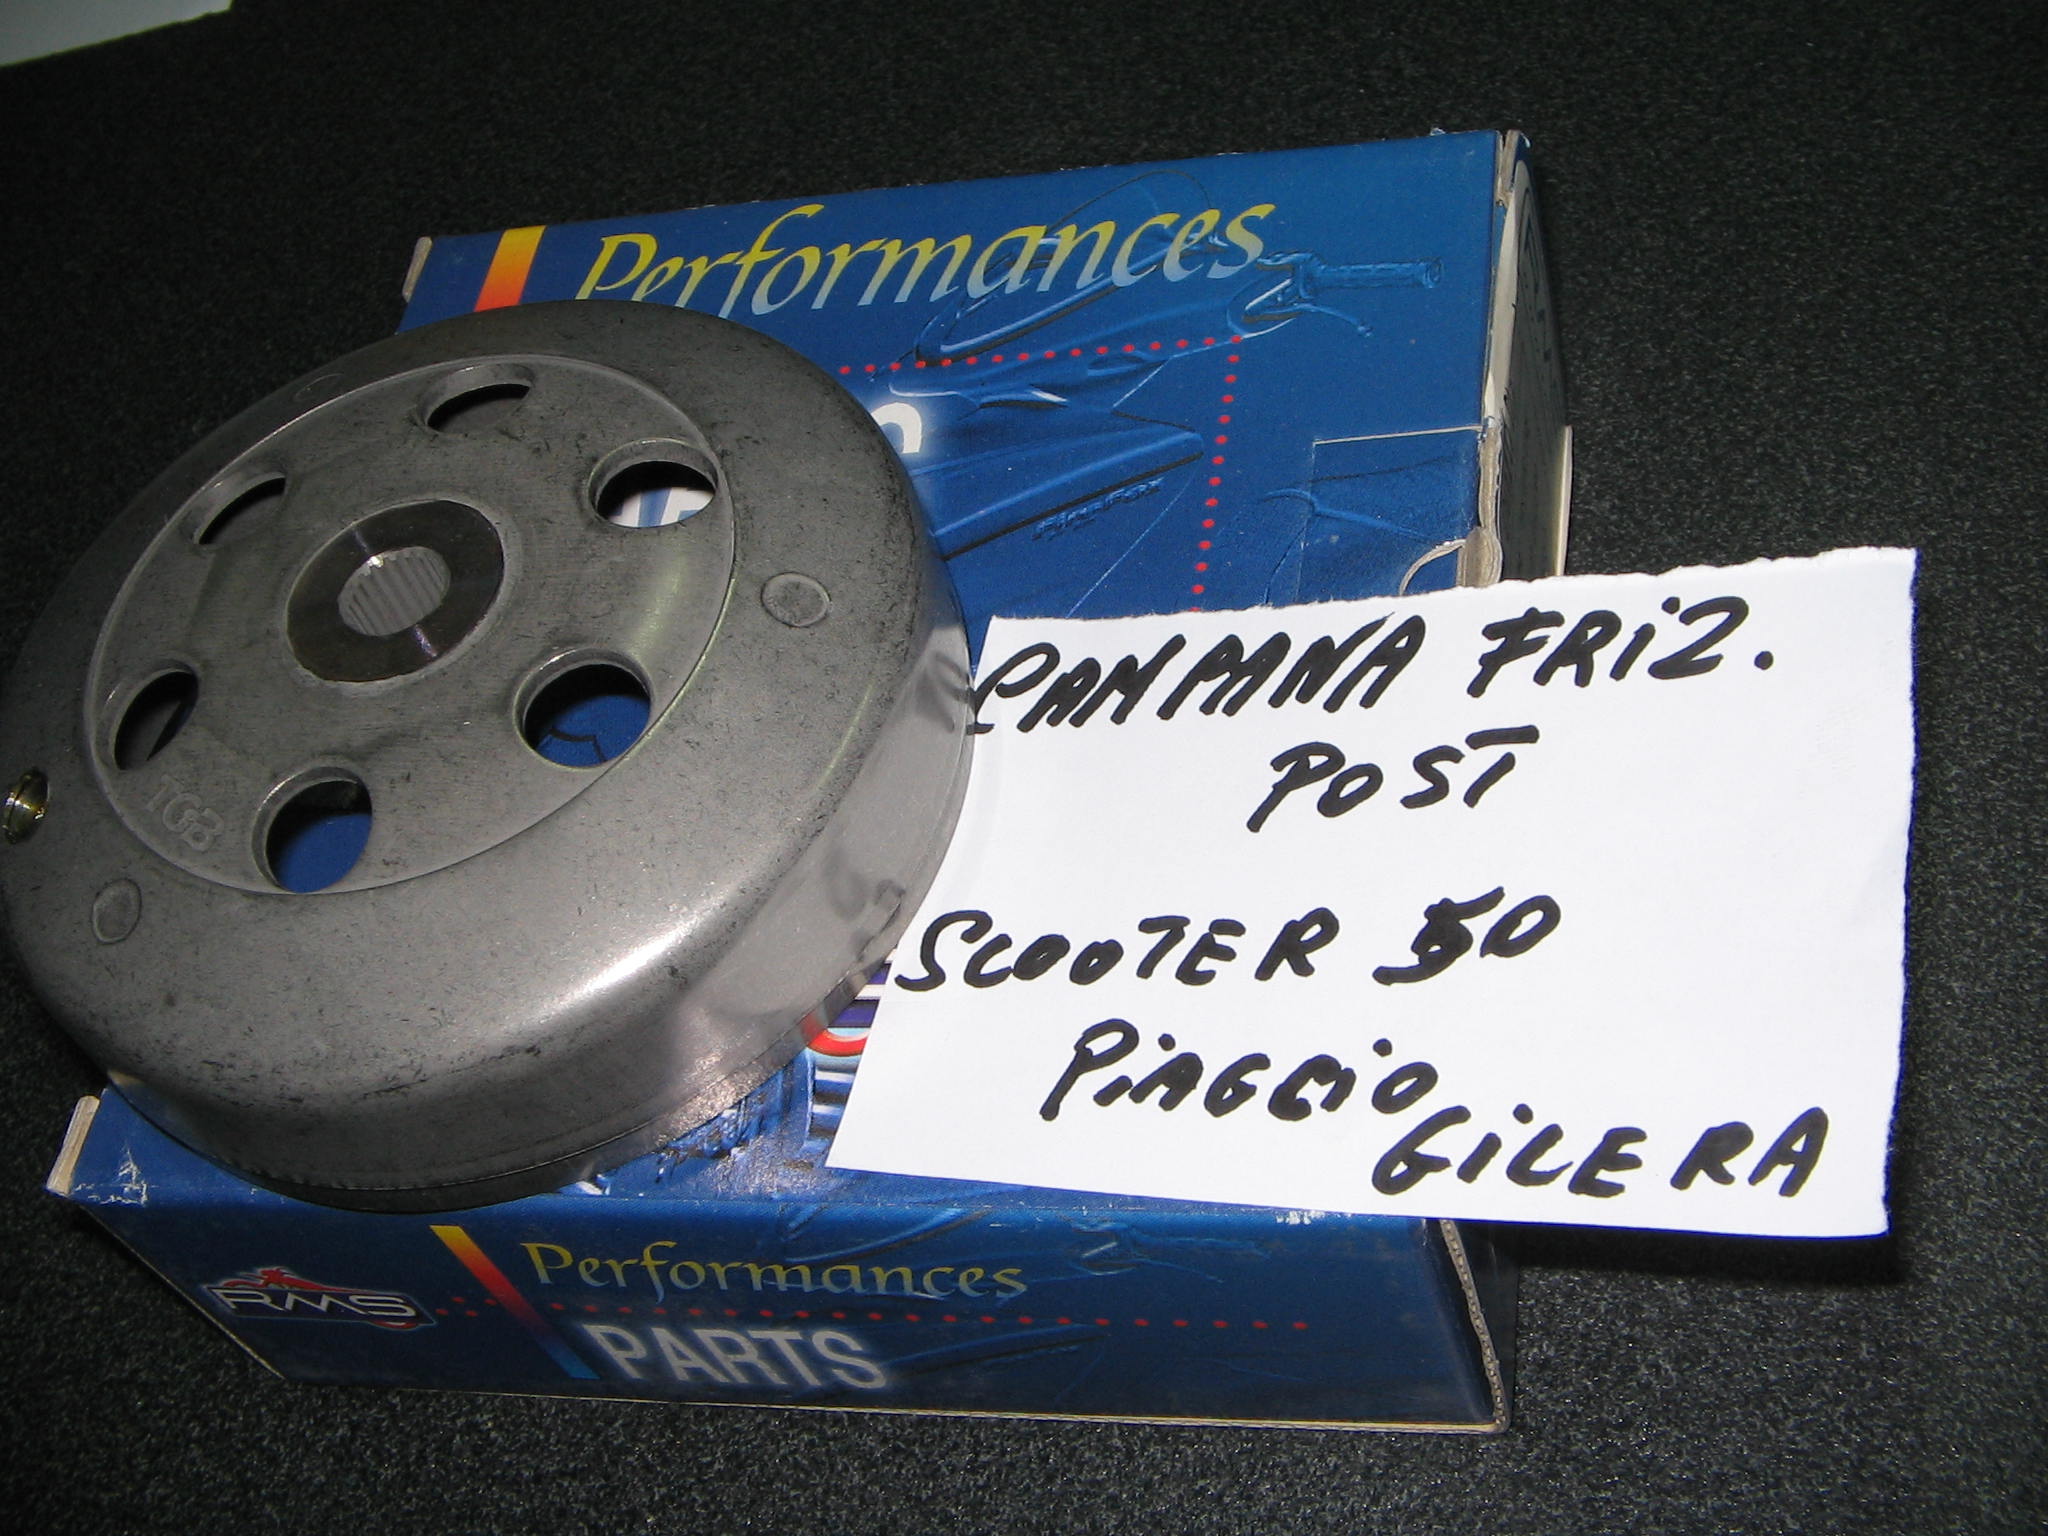 Performances
TGB
CAMPANA FRIZ.
POST
SCOOTER 50
PiAGGiO
GiLERA
RMS
Performances
PARTS